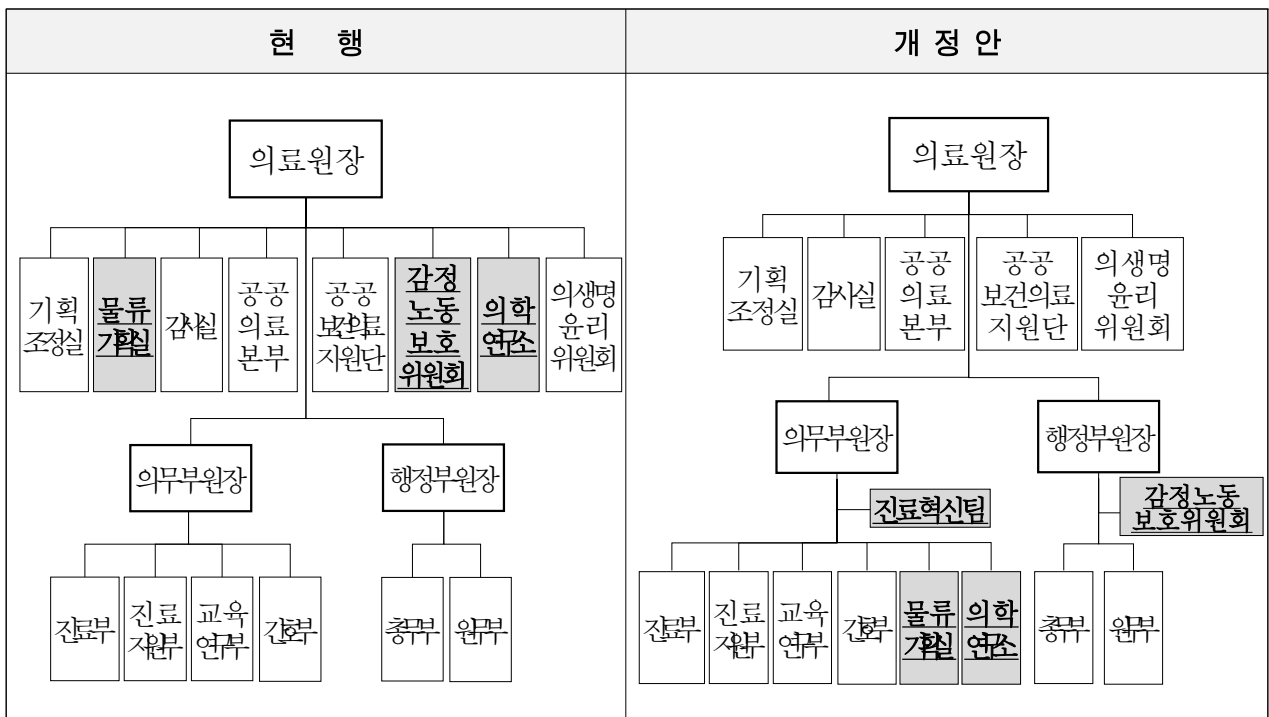 현 행
의료원장
기획
조정실
물류
기획실
감사실
공공
의료
본부
공공
보건의료
지원단
감정
노동
보호
위원회
의학
연구소
의생명
윤리
위원회
의무부원장
행정부원장
진료부
진료
지원부
교육
연구부
간호부
총무부
원무부
개 정 안
의료원장
기획
조정실
감사실
공공
의료
본부
공공
보건의료
지원단
의생명
윤리
위원회
의무부원장
행정부원장
진료혁신팀
감정노동
보호위원회
진료부
진료
지원부
교육
연구부
간호부
물류
기획실
의학
연구소
총무부
원무부